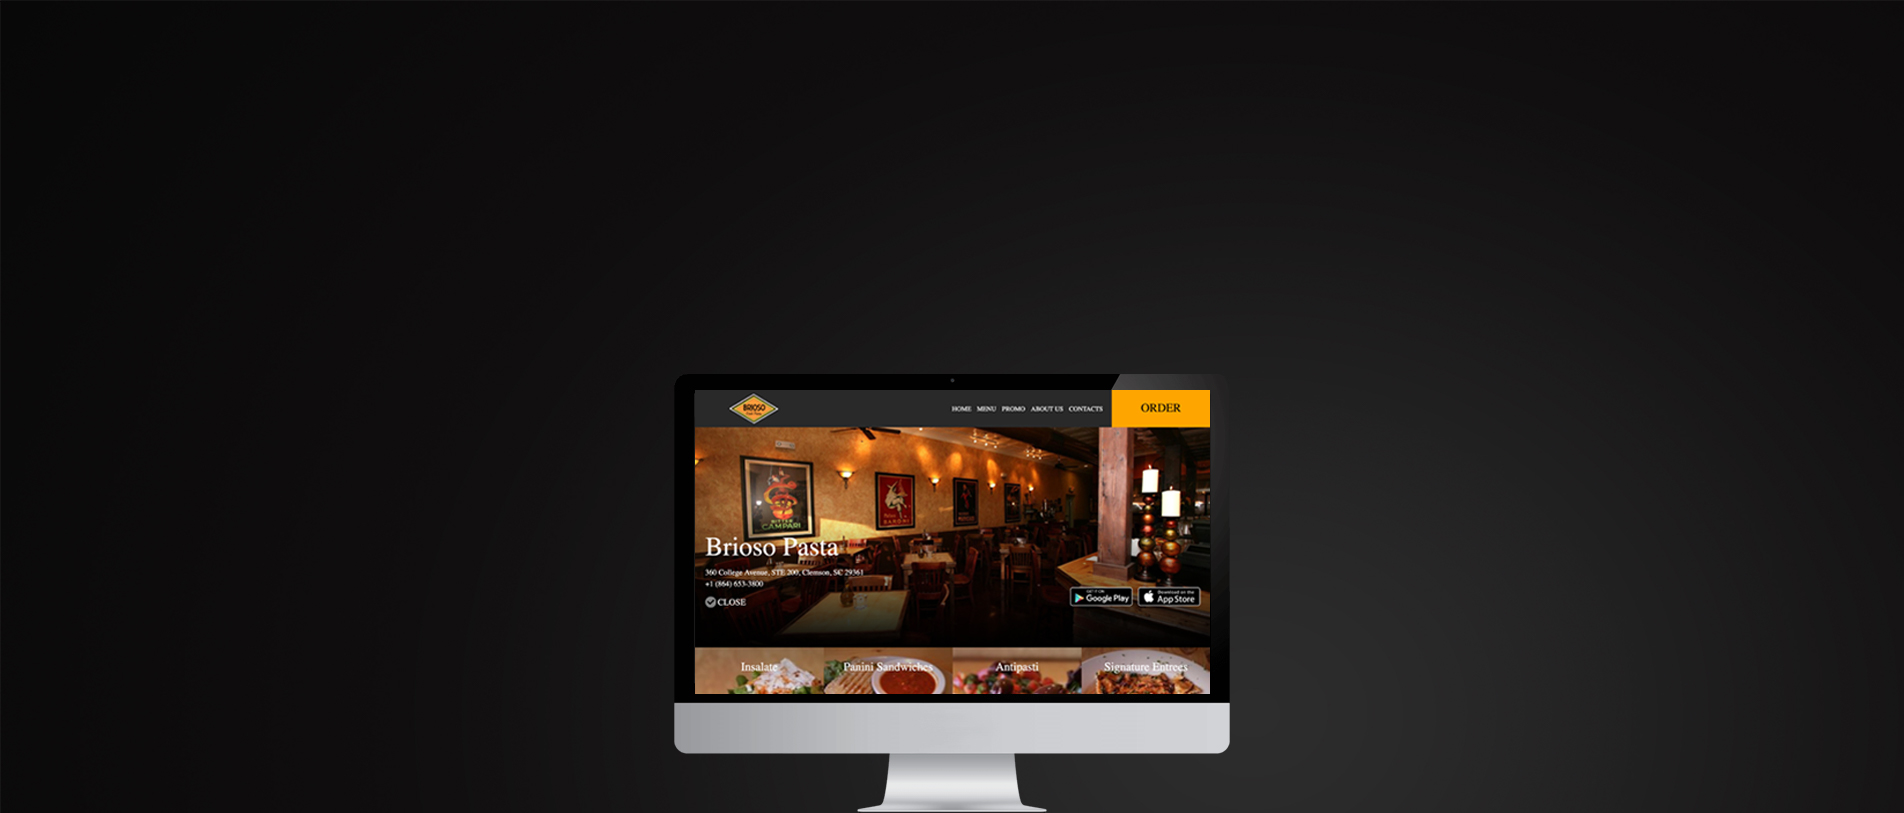 BRIOSO
HOME MENU PROMO ABOUT US CONTACTS
ORDER
BITTER
CAMPARI
Brioso Pasta
360 College Avenue, STE 200, Clemson, SC 29361
+1 (864) 653-3800
CLOSE
GET IT ON
Google Play
Download on the
App Store
Insalate
Panini Sandwiches
Antipasti
Signature Entrees